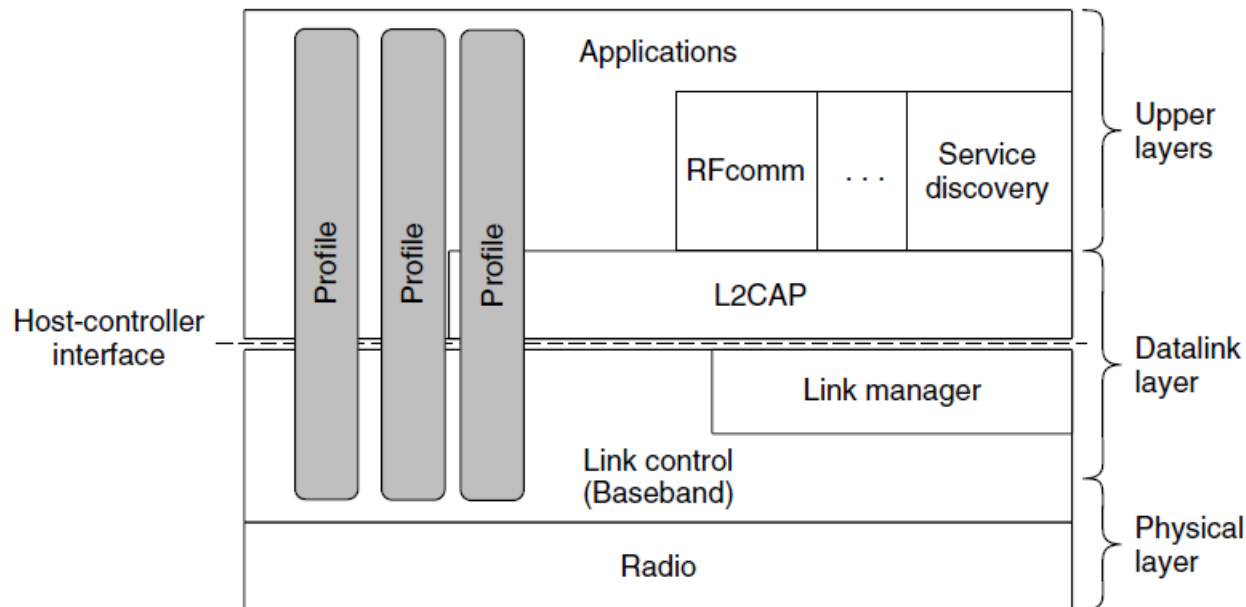 Applications
Upper
layers
RFcomm
. . .
Service
discovery
Profile
Profile
Profile
L2CAP
Host-controller
interface
Datalink
layer
Link manager
Link control
(Baseband)
Physical
layer
Radio